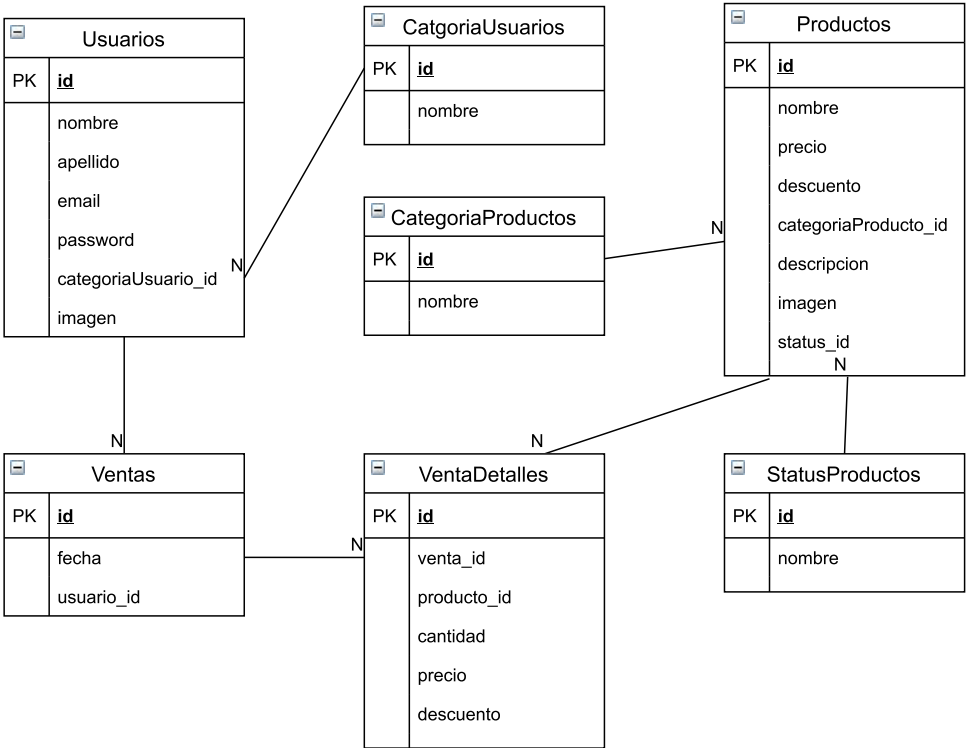 Usuarios
PK id
nombre
apellido
email
password
categoriaUsuario_id
imagen
N
CatgoriaUsuarios
PK id
nombre
CategoriaProductos
PK id
nombre
Productos
PK id
nombre
precio
descuento
categoriaProducto_id
descripcion
imagen
status_id
N
N
N
Ventas
PK id
fecha
usuario_id
N
N
VentaDetalles
PK id
venta_id
producto_id
cantidad
precio
descuento
StatusProductos
PK id
nombre